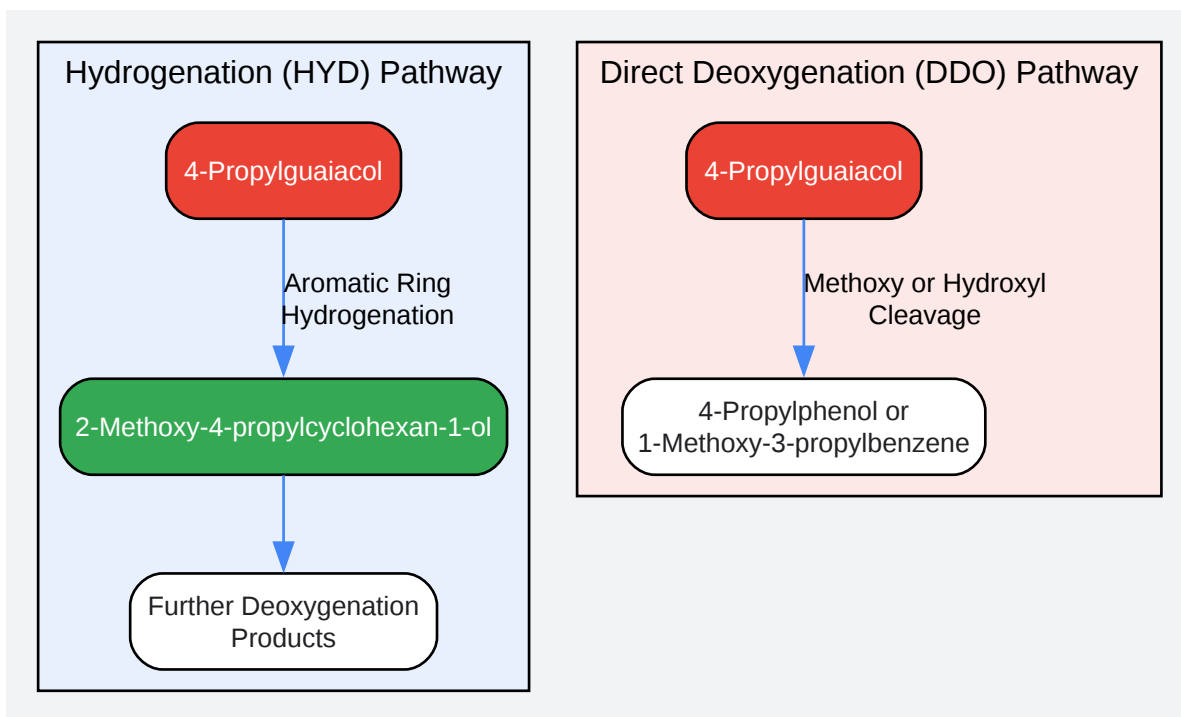 Hydrogenation (HYD) Pathway
4-Propylguaiacol
Aromatic Ring
Hydrogenation
2-Methoxy-4-propylcyclohexan-1-ol
Further Deoxygenation
Products
Direct Deoxygenation (DDO) Pathway
4-Propylguaiacol
Methoxy or Hydroxyl
Cleavage
4-Propylphenol or
1-Methoxy-3-propylbenzene